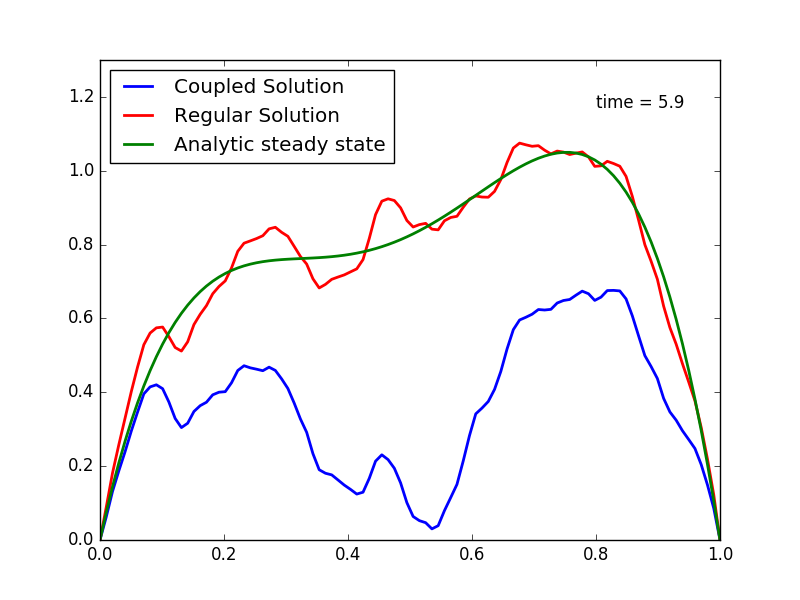 Coupled Solution
Regular Solution
Analytic steady state
time = 5.9
1.2
1.0
0.8
0.6
0.4
0.2
0.0
0.0 0.2 0.4 0.6 0.8 1.0